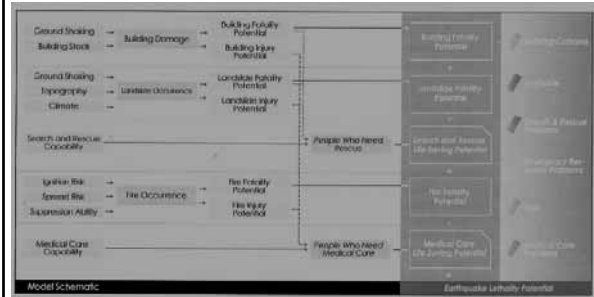 Ground Shaking
Building Stock
Building Damage
Building Fatality
Potential
Building Injury
Potential
Building Fatality
Potential
Ground Shaking
Topography
Climate
Landslide Occurrence
Landslide Fatality
Potential
Landslide Injury
Potential
Landslide Fatality
Potential
Search and Rescue
Capability
People Who Need
Rescue
Search and Rescue
Life Saving Potential
Ignition Risk
Spread Risk
Suppression Ability
Fire Occurrence
Fire Fatality
Potential
Fire Injury
Potential
Fire Fatality
Potential
Medical Care
Capability
People Who Need
Medical Care
Medical Care
Life Saving Potential
Model Schematic
Earthquake Lethality Potential